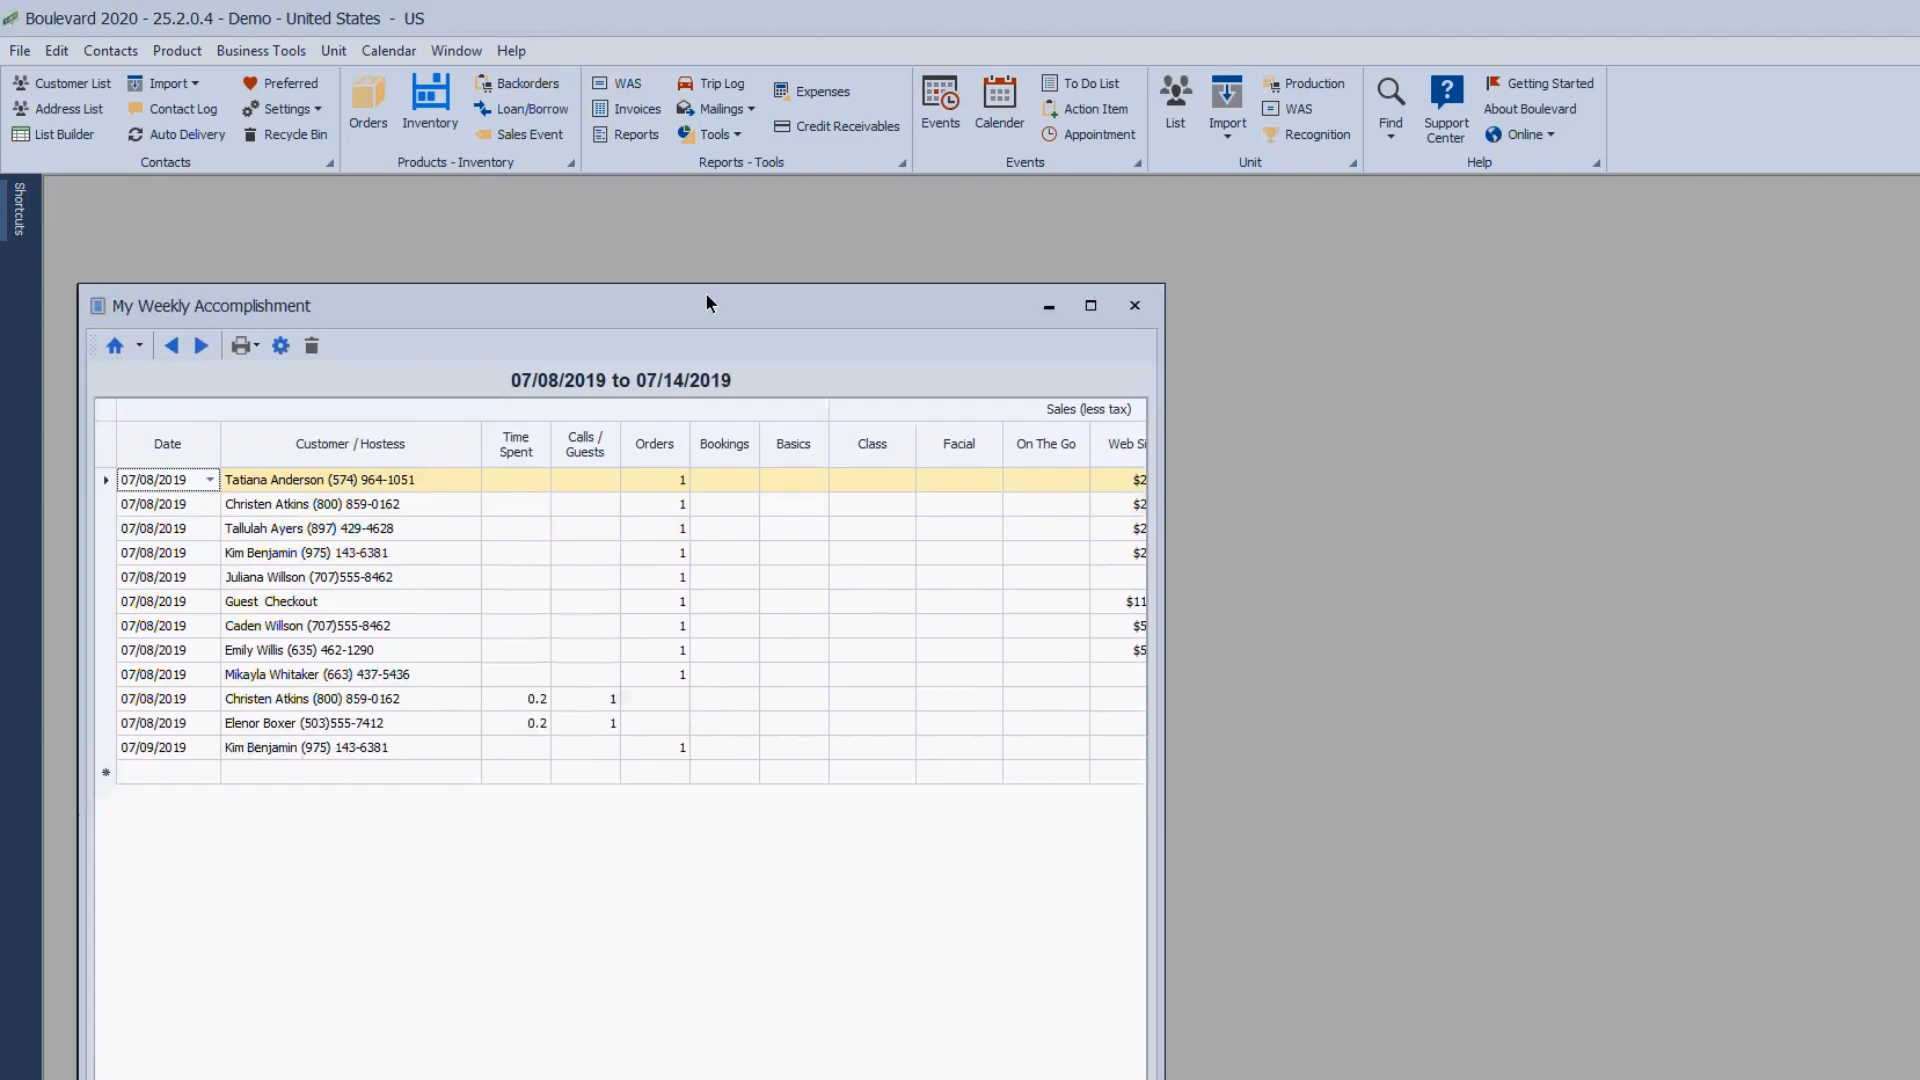 Boulevard 2020 - 25.2.0.4 - Demo - United States - US
File Edit Contacts Product Business Tools Unit Calendar Window Help
Customer List Import Preferred Backorders WAS Trip Log Expenses To Do List Production Getting Started
Address List Contact Log Settings Loan/Borrow Invoices Mailings Action Item WAS About Boulevard
Orders Inventory Events Calender List Import Find Support Center
List Builder Auto Delivery Recycle Bin Sales Event Reports Tools Credit Receivables Appointment Recognition Online
Contacts Products - Inventory Reports - Tools Events Unit Help
Shortcuts
My Weekly Accomplishment
07/08/2019 to 07/14/2019
Sales (less tax)
Date Customer / Hostess Time Spent Calls / Guests Orders Bookings Basics Class Facial On The Go Web Si
07/08/2019 Tatiana Anderson (574) 964-1051 1 $2
07/08/2019 Christen Atkins (800) 859-0162 1 $2
07/08/2019 Tallulah Ayers (897) 429-4628 1 $2
07/08/2019 Kim Benjamin (975) 143-6381 1 $2
07/08/2019 Juliana Willson (707)555-8462 1
07/08/2019 Guest Checkout 1 $11
07/08/2019 Caden Willson (707)555-8462 1 $5
07/08/2019 Emily Willis (635) 462-1290 1 $5
07/08/2019 Mikayla Whitaker (663) 437-5436 1
07/08/2019 Christen Atkins (800) 859-0162 0.2 1
07/08/2019 Elenor Boxer (503)555-7412 0.2 1
07/09/2019 Kim Benjamin (975) 143-6381 1